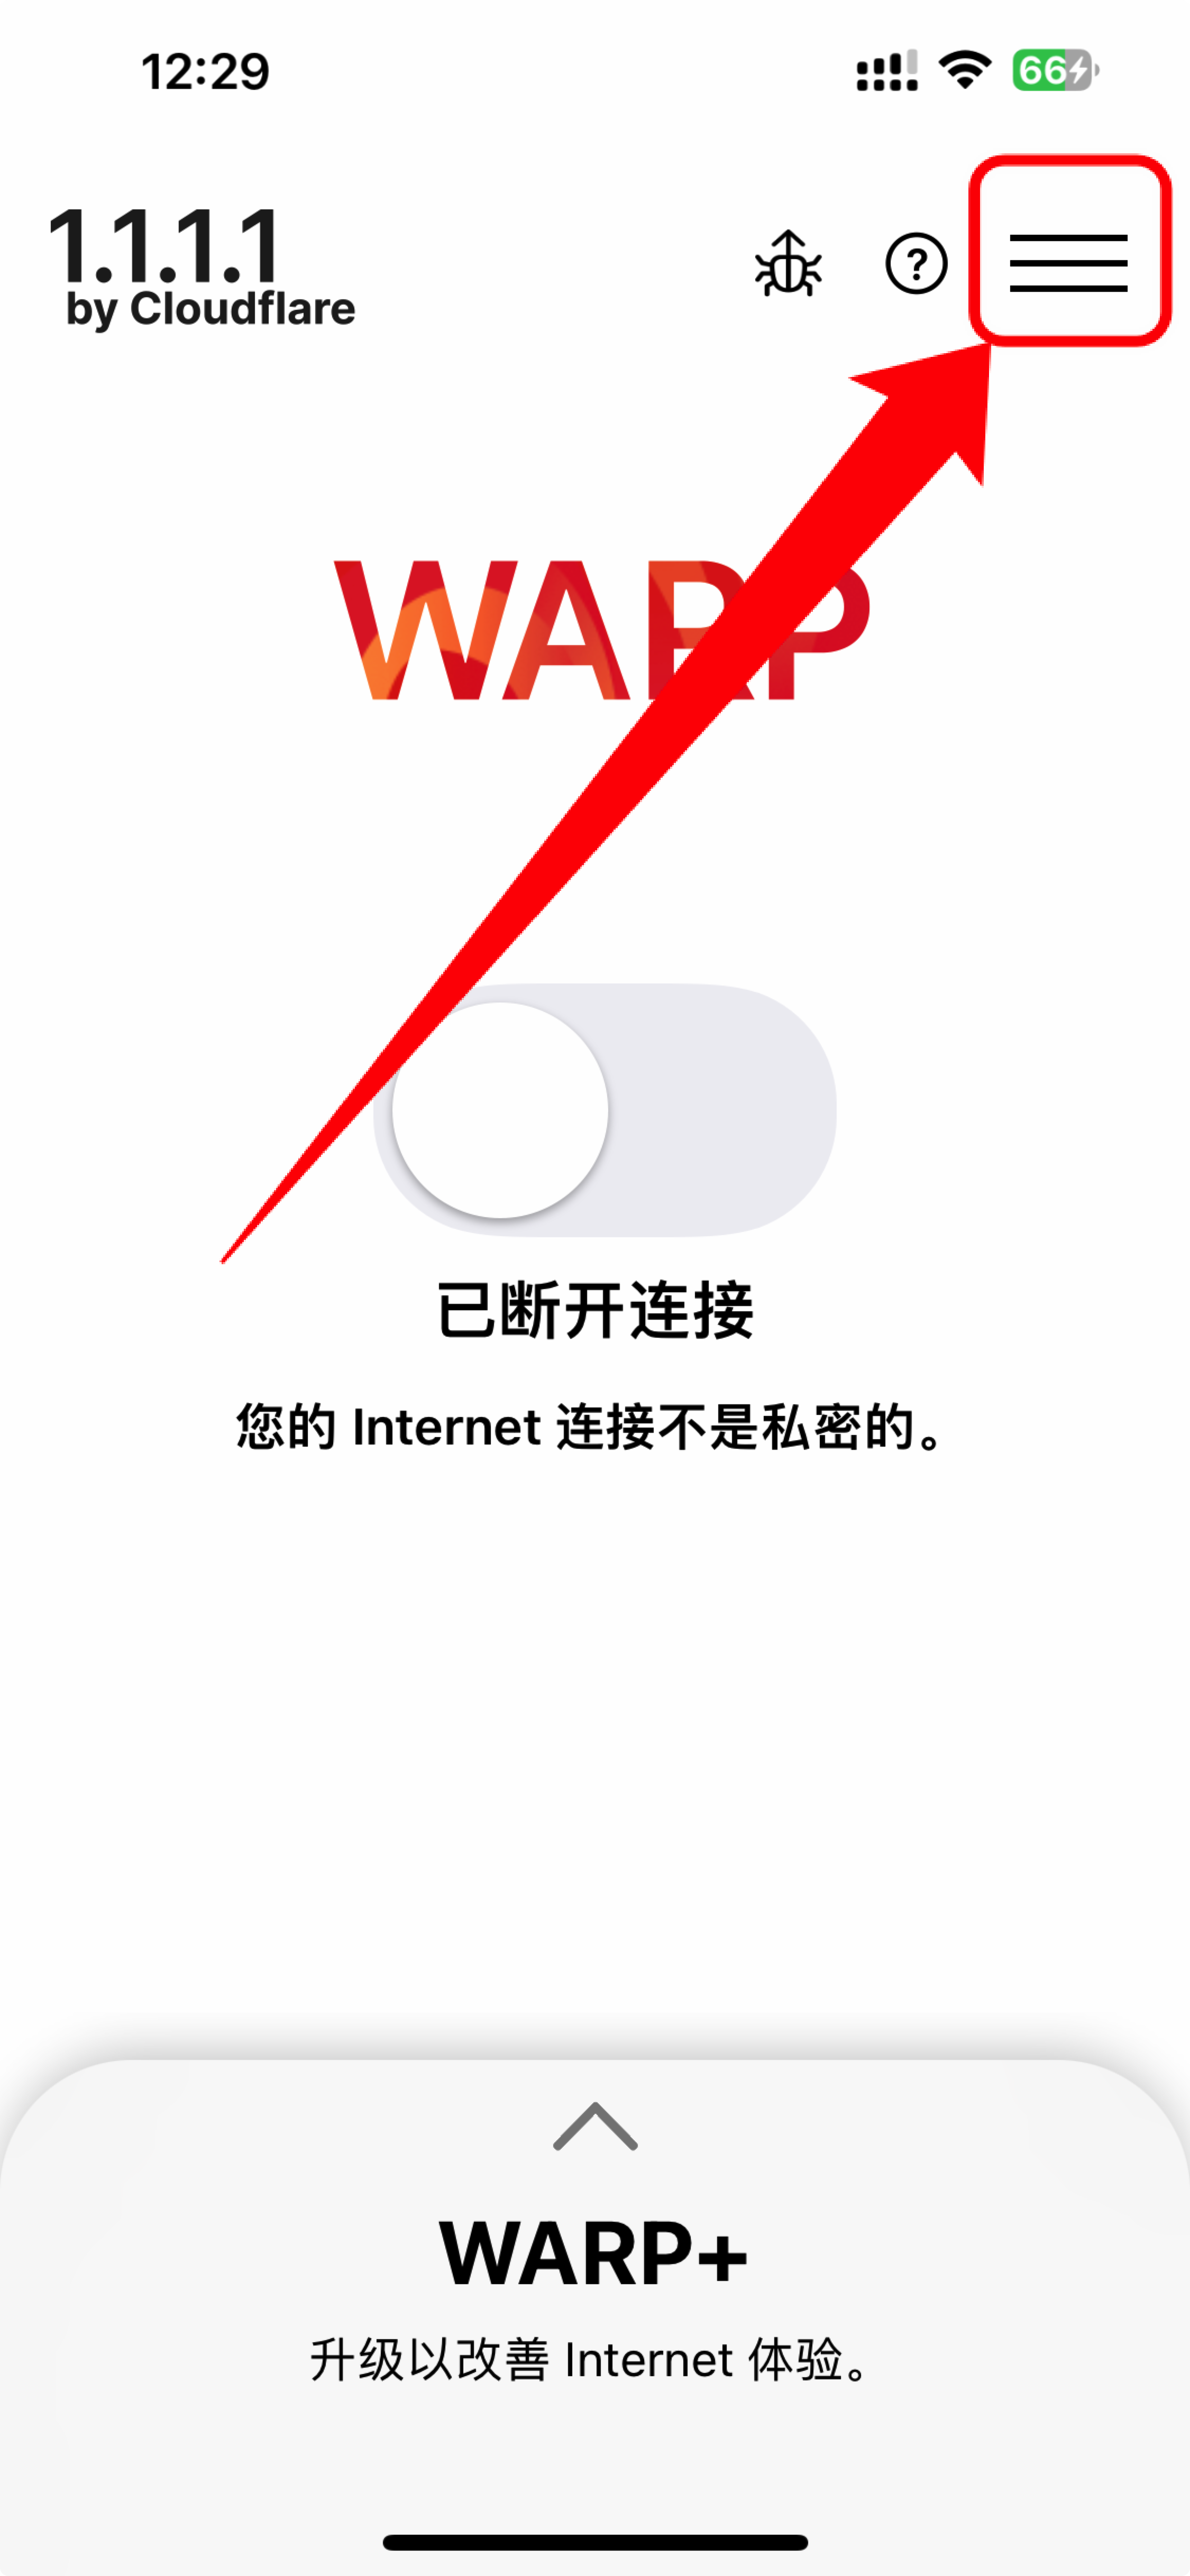 12:29
66
1.1.1.1
by Cloudflare
?
WARP
已断开连接
您的 Internet 连接不是私密的。
WARP+
升级以改善 Internet 体验。